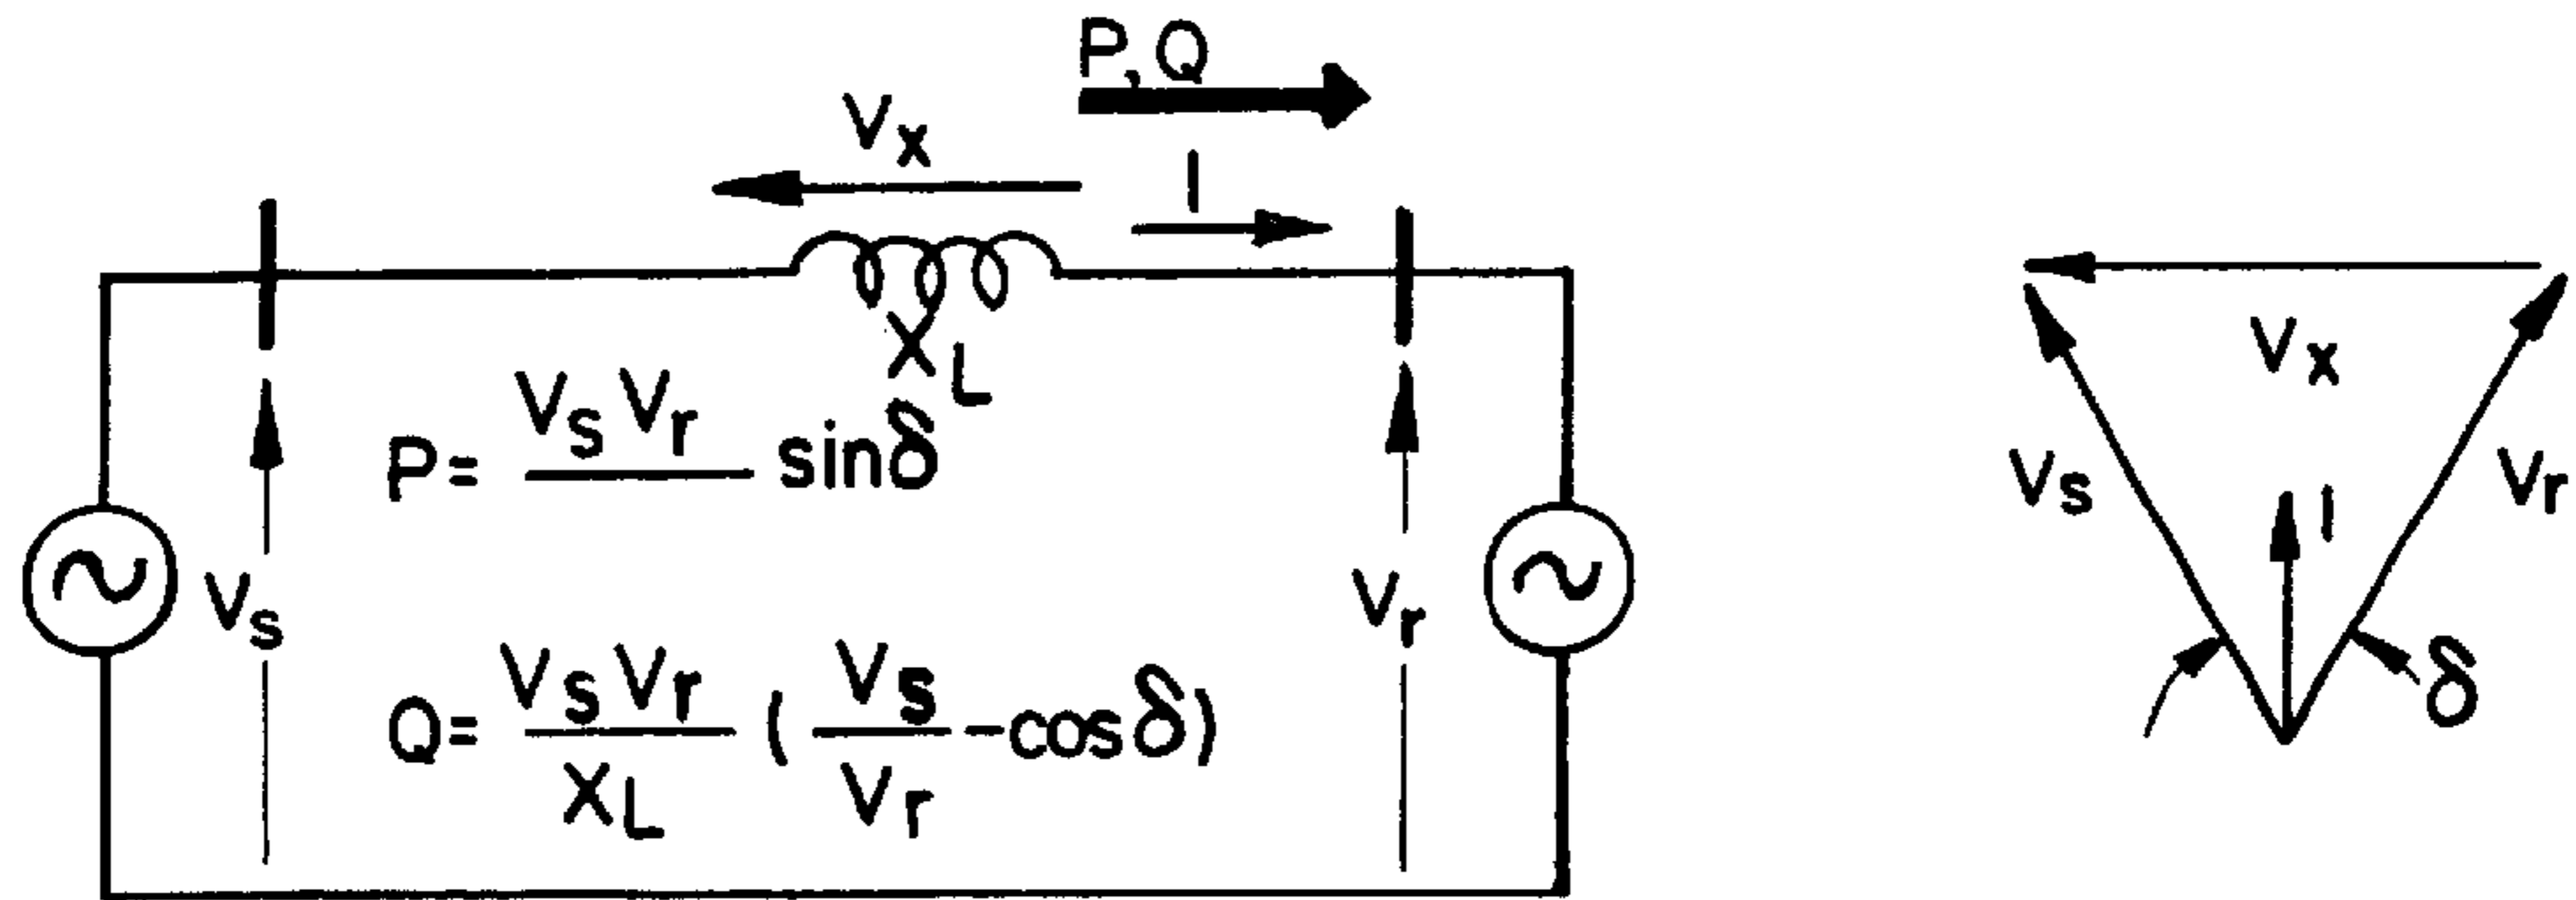 P, Q
Vx
I
XL
P= VsVr/ sinδ
Vs
Vr
Q= VsVr/XL (Vs/Vr -cosδ)
Vx
Vs
I
Vr
δ